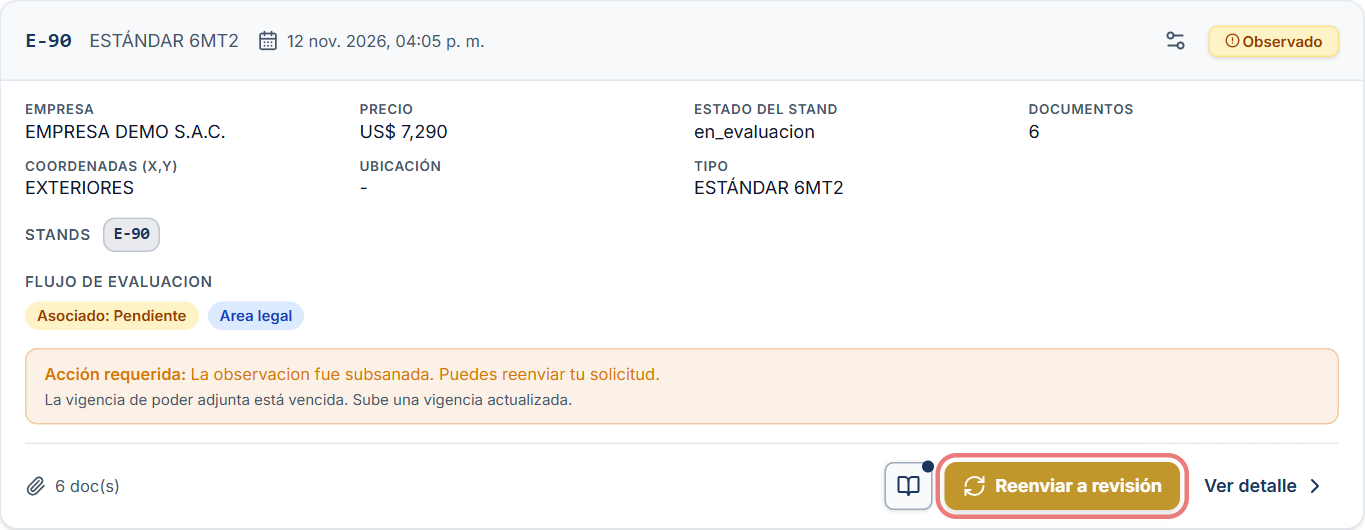 E-90 ESTÁNDAR 6MT2 12 nov. 2026, 04:05 p. m. Observado
EMPRESA PRECIO ESTADO DEL STAND DOCUMENTOS
EMPRESA DEMO S.A.C. US$ 7,290 en_evaluacion 6
COORDENADAS (X,Y) UBICACIÓN TIPO
EXTERIORES - ESTÁNDAR 6MT2
STANDS E-90
FLUJO DE EVALUACION
Asociado: Pendiente Area legal
Acción requerida: La observacion fue subsanada. Puedes reenviar tu solicitud.
La vigencia de poder adjunta está vencida. Sube una vigencia actualizada.
6 doc(s) Reenviar a revisión Ver detalle